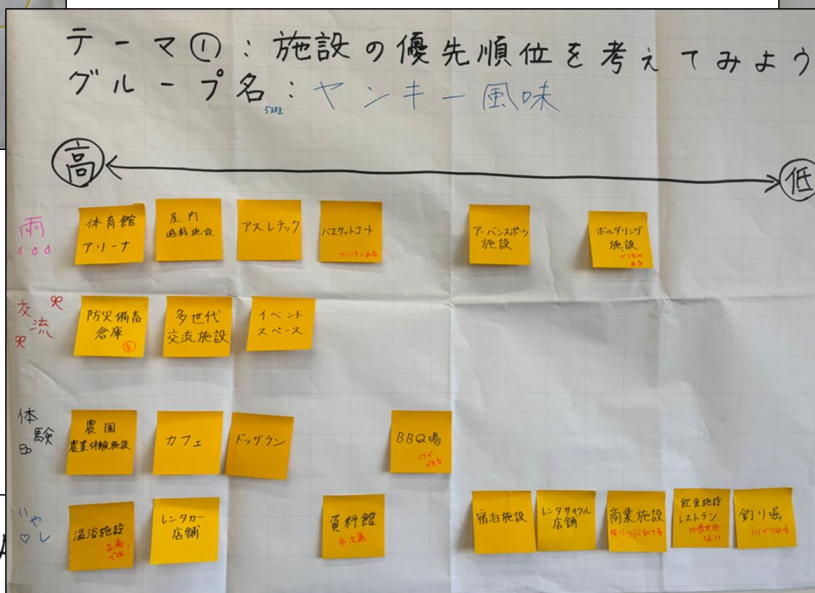 テーマ①：施設の優先順位を考えてみよう
グループ名：ヤンキー風味
高
低
雨
体育館
アリーナ
屋内
遊戯施設
アスレチック
バスケットコート
アーバンスポーツ
施設
ボルダリング
施設
交流
防災備蓄
倉庫
多世代
交流施設
イベント
スペース
体験
農園
農業体験施設
カフェ
ドッグラン
BBQ場
いやし
温浴施設
レンタカー
店舗
資料館
宿泊施設
レンタサイクル
店舗
商業施設
飲食施設
レストラン
釣り堀